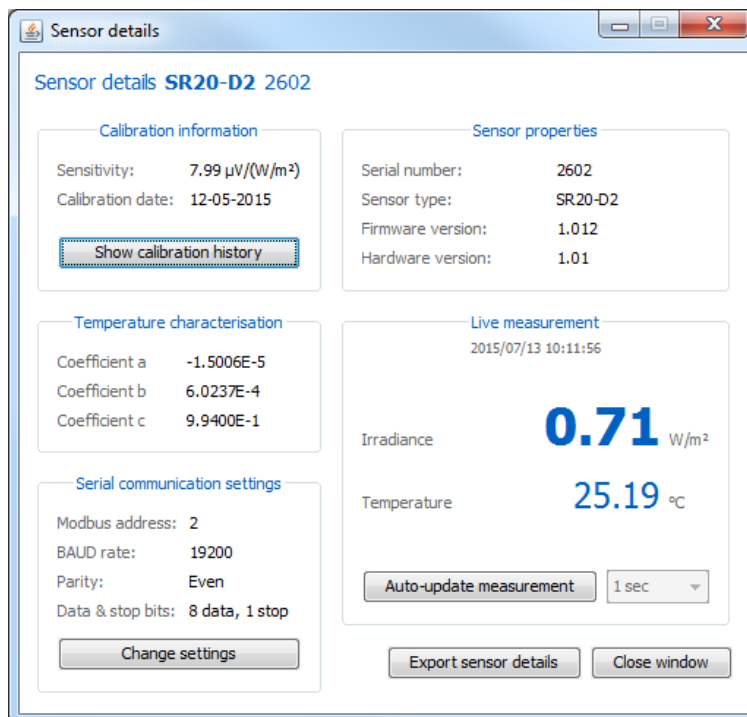 Sensor details
Sensor details SR20-D2 2602
Calibration information
Sensitivity: 7.99 µV/(W/m²)
Calibration date: 12-05-2015
Show calibration history
Sensor properties
Serial number: 2602
Sensor type: SR20-D2
Firmware version: 1.012
Hardware version: 1.01
Temperature characterisation
Coefficient a -1.5006E-5
Coefficient b 6.0237E-4
Coefficient c 9.9400E-1
Live measurement
2015/07/13 10:11:56
Irradiance 0.71 W/m²
Temperature 25.19 ºC
Auto-update measurement 1 sec
Serial communication settings
Modbus address: 2
BAUD rate: 19200
Parity: Even
Data & stop bits: 8 data, 1 stop
Change settings
Export sensor details Close window